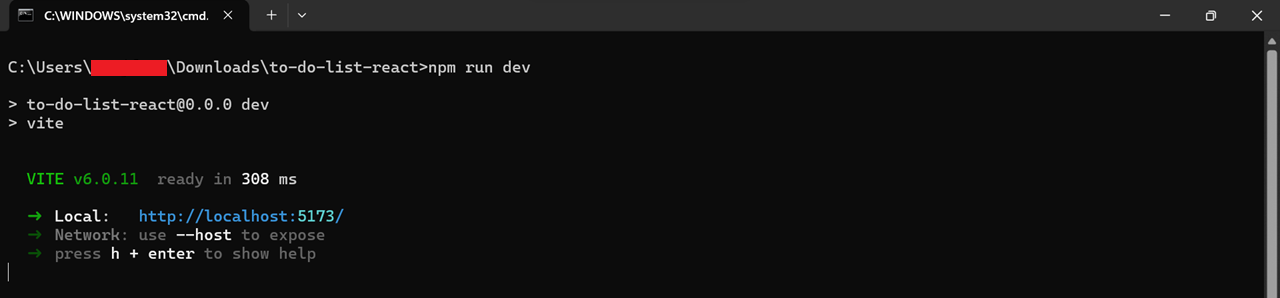 C:\WINDOWS\system32\cmd.
C:\Users\ \Downloads\to-do-list-react>npm run dev
> to-do-list-react@0.0.0 dev
> vite
VITE v6.0.11 ready in 308 ms
➜ Local: http://localhost:5173/
➜ Network: use --host to expose
➜ press h + enter to show help